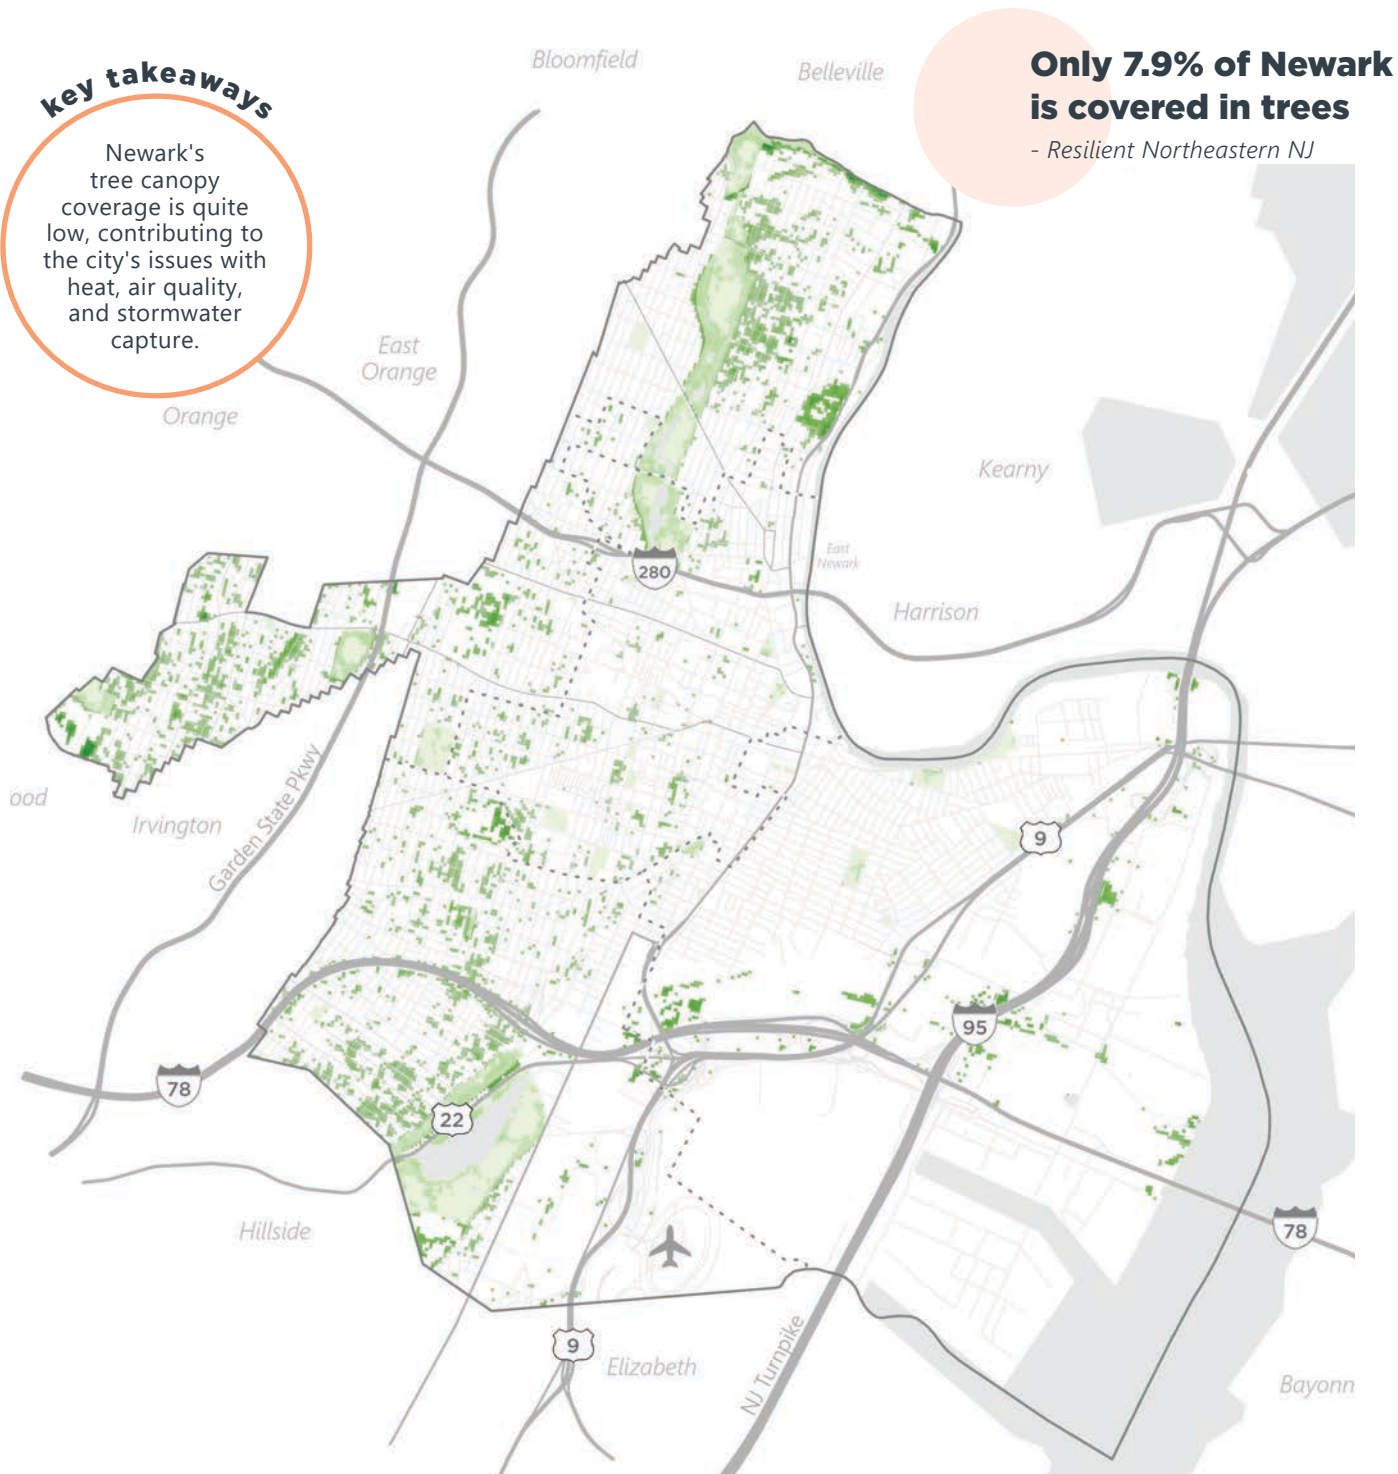 key takeaways
Newark's
tree canopy
coverage is quite
low, contributing to
the city's issues with
heat, air quality,
and stormwater
capture.
Only 7.9% of Newark
is covered in trees
- Resilient Northeastern NJ
Bloomfield
Belleville
East
Orange
Orange
Kearny
East
Newark
280
Harrison
ood
Irvington
Garden State Pkwy
9
95
78
22
Hillside
78
9
Elizabeth
NJ Turnpike
Bayonn